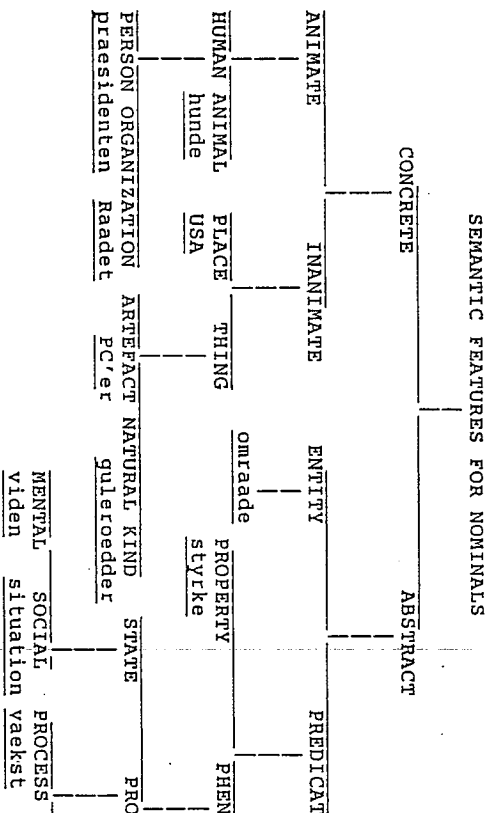 SEMANTIC FEATURES FOR NOMINALS
CONCRETE ABSTRACT
ANIMATE INANIMATE ENTITY PREDICAT
omraade
HUMAN ANIMAL PLACE THING PROPERTY PHEN
hunde USA styrke
PERSON ORGANIZATION ARTEFACT NATURAL KIND STATE PRO
praesidenten Raadet PC'er guleroedder
MENTAL SOCIAL PROCESS
viden situation vaekst